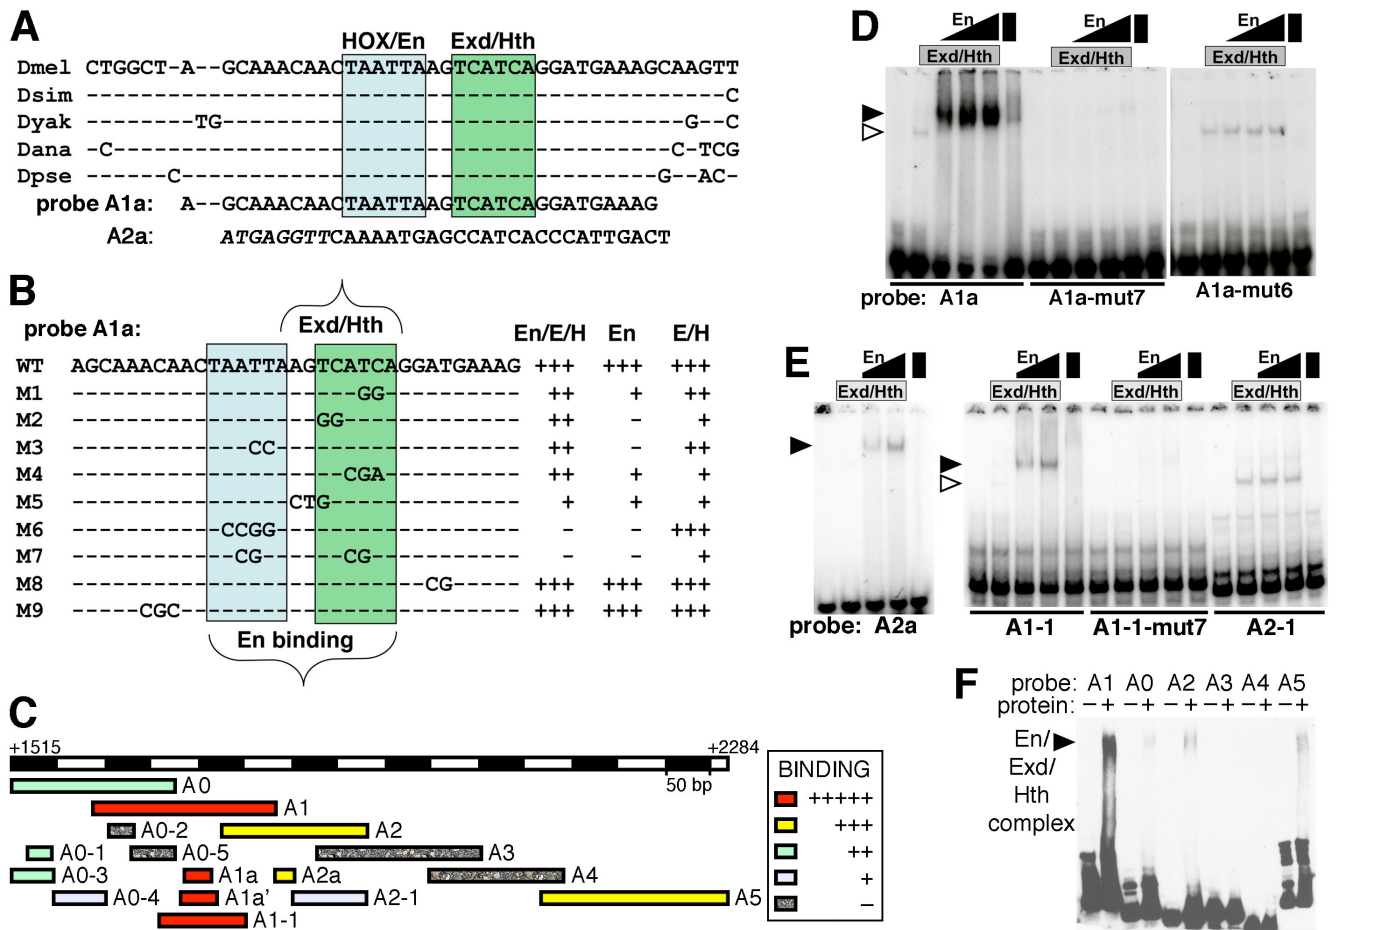 A
HOX/En Exd/Hth
Dmel CTGGCT-A--GCAAACAACTAATTAAGTCATCAGGATGAAAGCAAGTT
Dsim -----------------------------------------------C
Dyak --------TG----------------------------------G--C
Dana -C-----------------------------------------C-TCG
Dpse ------C-----------------------------------G--AC-
probe A1a: A--GCAAACAACTAATTAAGTCATCAGGATGAAAG
A2a: ATGAGGTTCAAAATGAGCCATCACCCATTGACT
B
probe A1a: Exd/Hth En/E/H En E/H
WT AGCAAACAACTAATTAAGTCATCAGGATGAAAG +++ +++ +++
M1 ---------------------GG---------- ++ + ++
M2 ------------------GG------------- ++ – +
M3 -------------CC------------------ ++ – ++
M4 --------------------CGA---------- ++ + +
M5 ----------------CTG-------------- + + +
M6 -----------CCGG------------------ – – +++
M7 ------------CG------CG----------- – – +
M8 --------------------------CG----- +++ +++ +++
M9 -----CGC------------------------- +++ +++ +++
En binding
C
+1515 +2284
50 bp
A0
A1
A0-2 A2
A0-1 A0-5 A3
A0-3 A1a A2a A4
A0-4 A1a' A2-1 A5
A1-1
BINDING
+++++
+++
++
+
–
D
En En En
Exd/Hth Exd/Hth Exd/Hth
probe: A1a A1a-mut7 A1a-mut6
E
En En En En
Exd/Hth Exd/Hth Exd/Hth Exd/Hth
probe: A2a A1-1 A1-1-mut7 A2-1
F
probe: A1 A0 A2 A3 A4 A5
protein: – + – + – + – + – + – +
En/
Exd/
Hth
complex